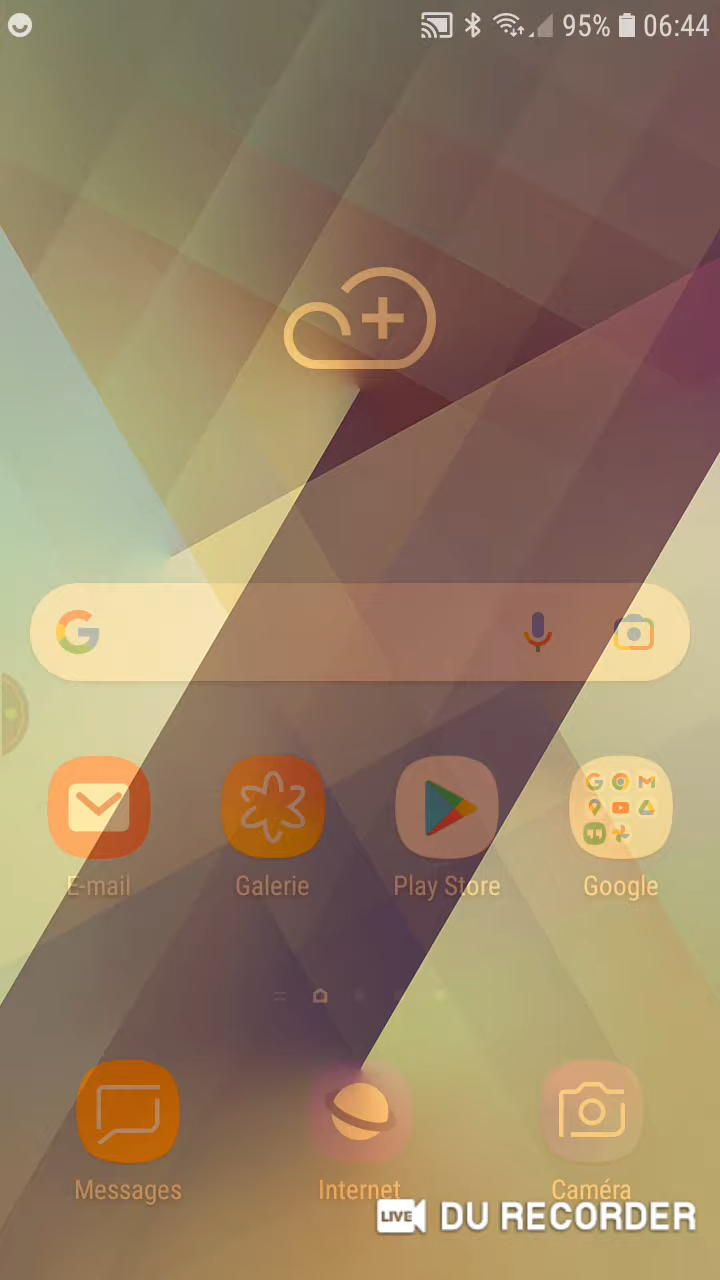 95% 06:44
E-mail Galerie Play Store Google
Messages Internet Caméra
LIVE DU RECORDER